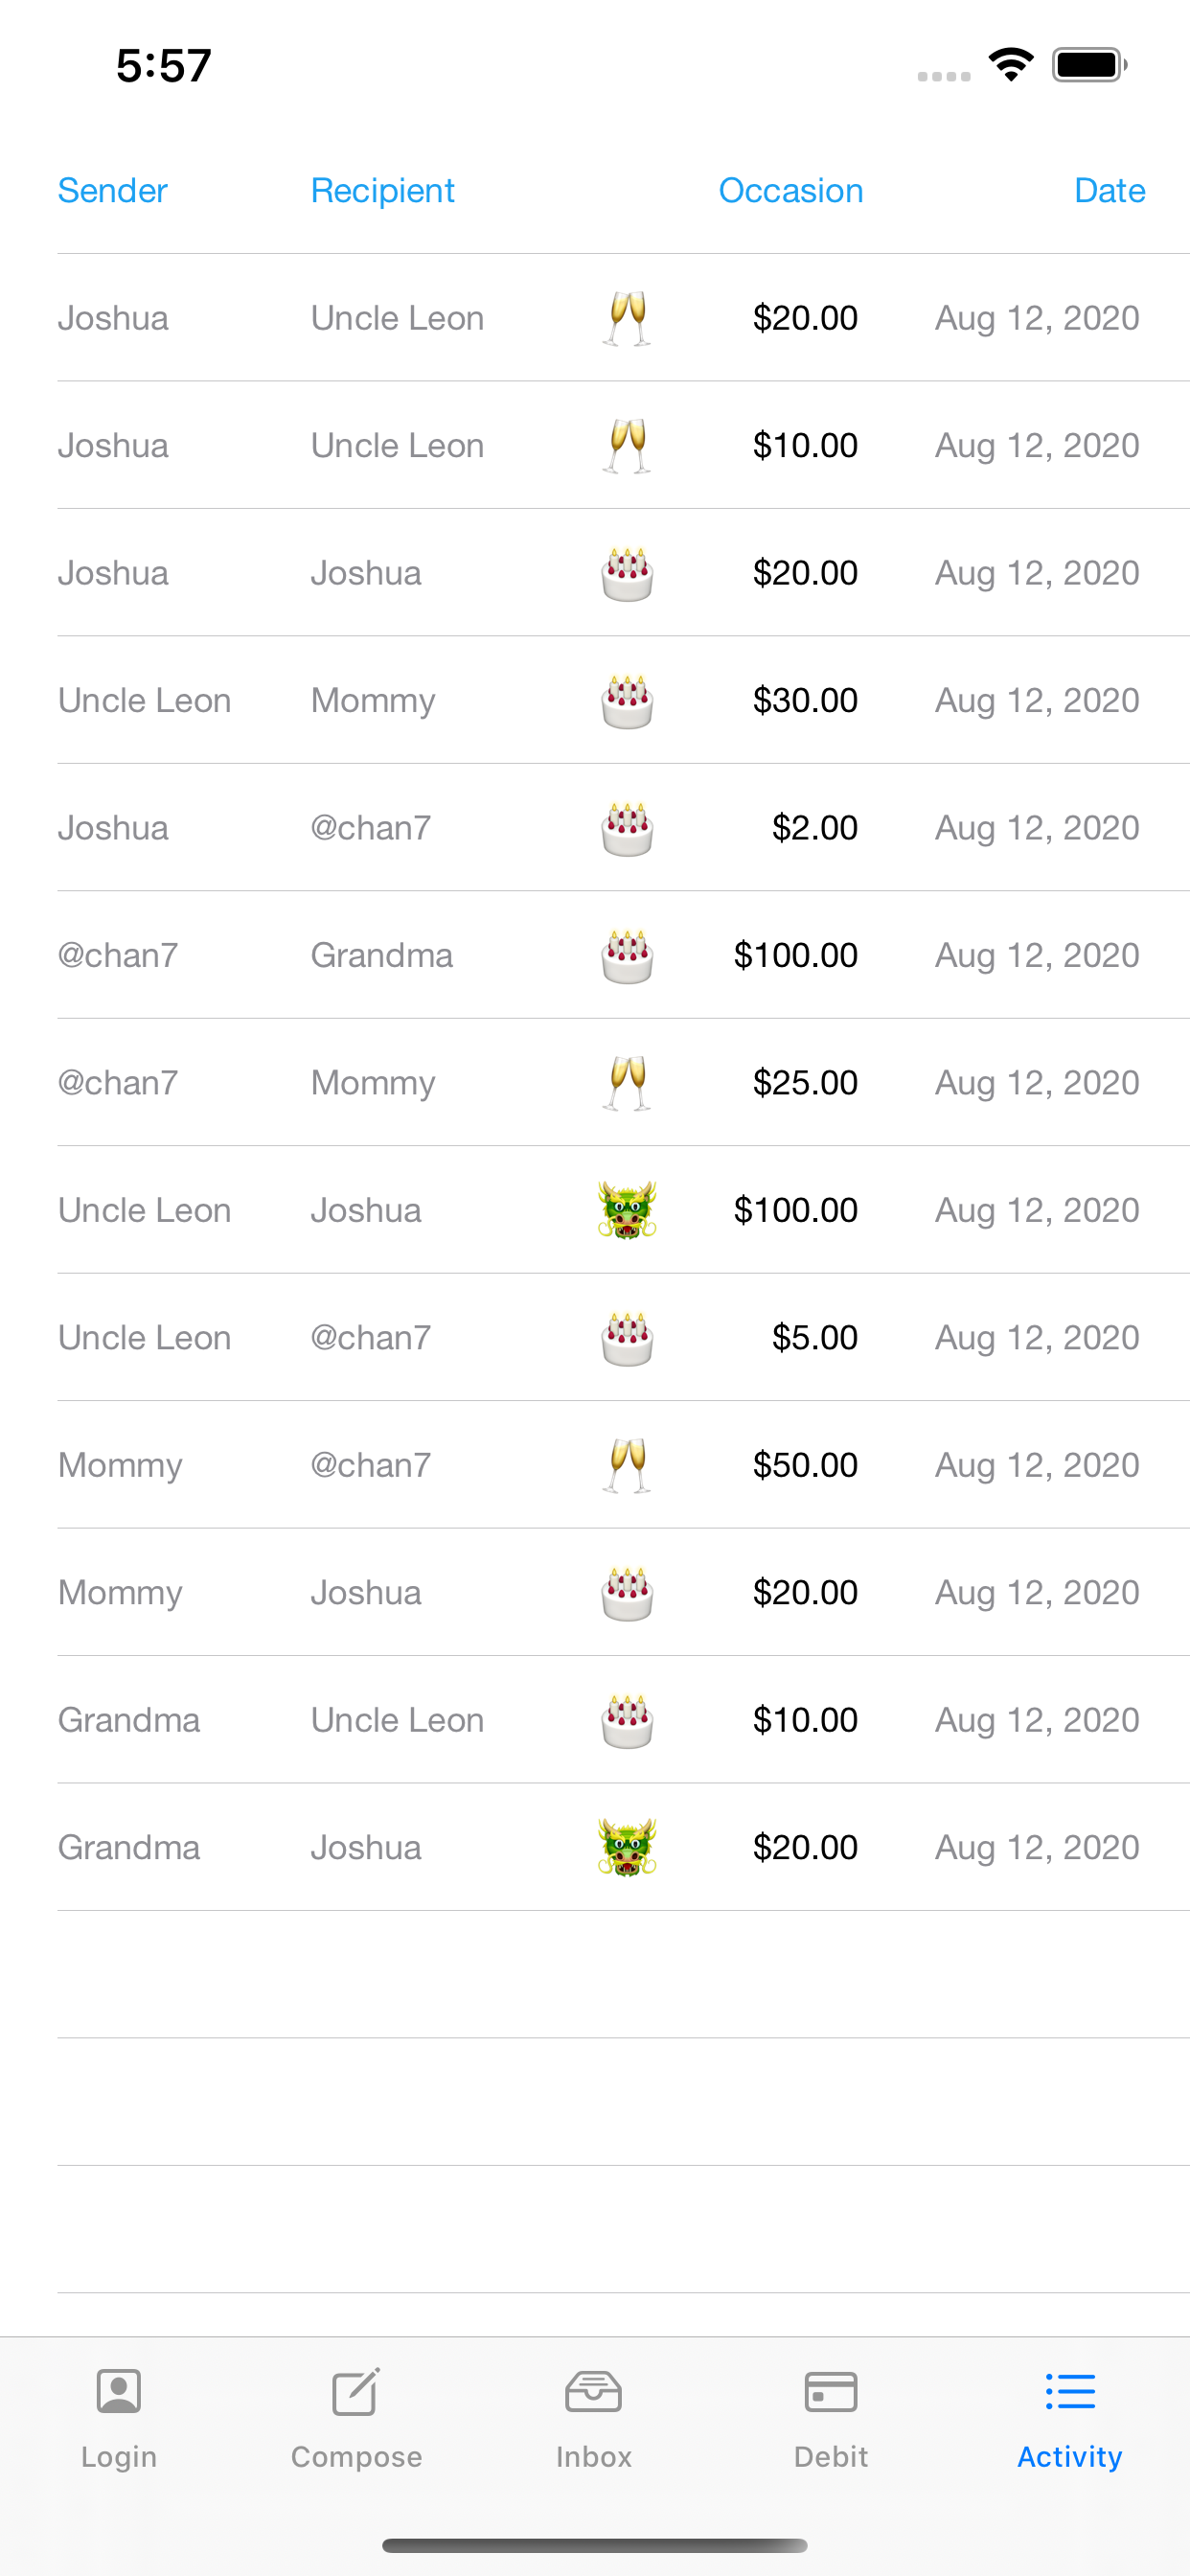 5:57
Sender Recipient Occasion Date
Joshua Uncle Leon 🥂 $20.00 Aug 12, 2020
Joshua Uncle Leon 🥂 $10.00 Aug 12, 2020
Joshua Joshua 🎂 $20.00 Aug 12, 2020
Uncle Leon Mommy 🎂 $30.00 Aug 12, 2020
Joshua @chan7 🎂 $2.00 Aug 12, 2020
@chan7 Grandma 🎂 $100.00 Aug 12, 2020
@chan7 Mommy 🥂 $25.00 Aug 12, 2020
Uncle Leon Joshua 🐲 $100.00 Aug 12, 2020
Uncle Leon @chan7 🎂 $5.00 Aug 12, 2020
Mommy @chan7 🥂 $50.00 Aug 12, 2020
Mommy Joshua 🎂 $20.00 Aug 12, 2020
Grandma Uncle Leon 🎂 $10.00 Aug 12, 2020
Grandma Joshua 🐲 $20.00 Aug 12, 2020
Login Compose Inbox Debit Activity